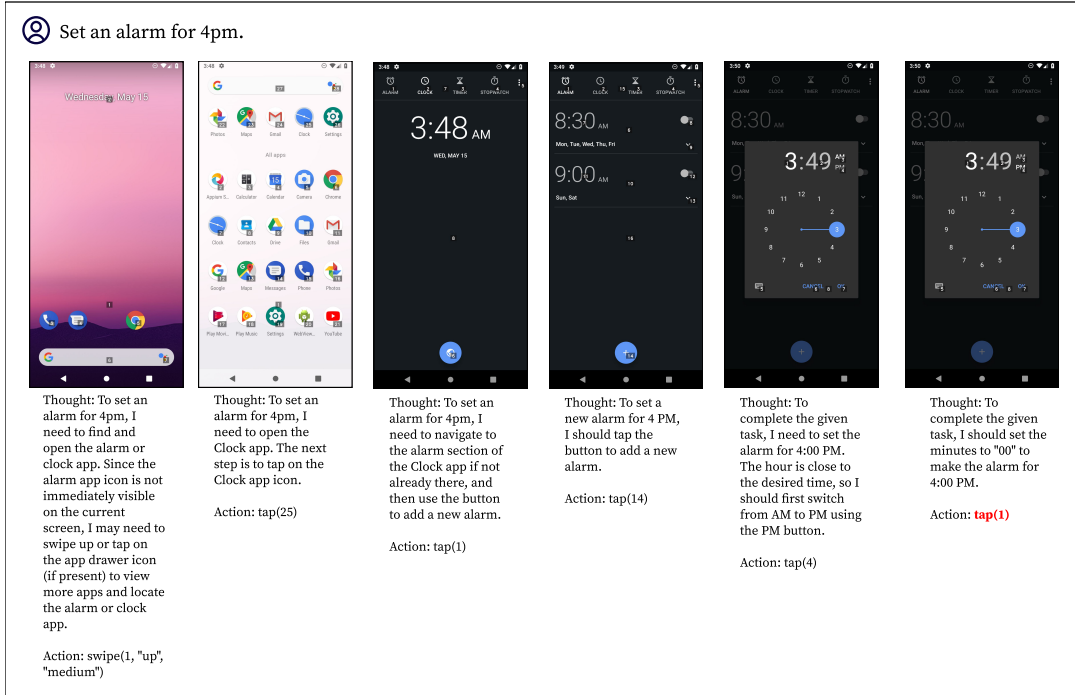 Set an alarm for 4pm.
3:48
Wednesday, May 15
3:48
Photos Maps Gmail Clock Settings
All apps
Appium S... Calculator Calendar Camera Chrome
Clock Contacts Drive Files Gmail
Google Maps Messages Phone Photos
Play Movi... Play Music Settings WebView... YouTube
3:48
ALARM CLOCK TIMER STOPWATCH
3:48 AM
WED, MAY 15
3:49
ALARM CLOCK TIMER STOPWATCH
8:30 AM
Mon, Tue, Wed, Thu, Fri
9:00 AM
Sun, Sat
3:50
ALARM CLOCK TIMER STOPWATCH
8:30 AM
Mon,
3:49 AM
PM
9
Sun,
12
11 1
10 2
9 3
8 4
7 5
6
CANCEL OK
3:50
ALARM CLOCK TIMER STOPWATCH
8:30 AM
Mon,
3:49 AM
PM
9
Sun,
12
11 1
10 2
9 3
8 4
7 5
6
CANCEL OK
Thought: To set an
alarm for 4pm, I
need to find and
open the alarm or
clock app. Since the
alarm app icon is not
immediately visible
on the current
screen, I may need to
swipe up or tap on
the app drawer icon
(if present) to view
more apps and locate
the alarm or clock
app.
Action: swipe(1, "up",
"medium")
Thought: To set an
alarm for 4pm, I
need to open the
Clock app. The next
step is to tap on the
Clock app icon.
Action: tap(25)
Thought: To set an
alarm for 4pm, I
need to navigate to
the alarm section of
the Clock app if not
already there, and
then use the button
to add a new alarm.
Action: tap(1)
Thought: To set a
new alarm for 4 PM,
I should tap the
button to add a new
alarm.
Action: tap(14)
Thought: To
complete the given
task, I need to set the
alarm for 4:00 PM.
The hour is close to
the desired time, so I
should first switch
from AM to PM using
the PM button.
Action: tap(4)
Thought: To
complete the given
task, I should set the
minutes to "00" to
make the alarm for
4:00 PM.
Action: tap(1)